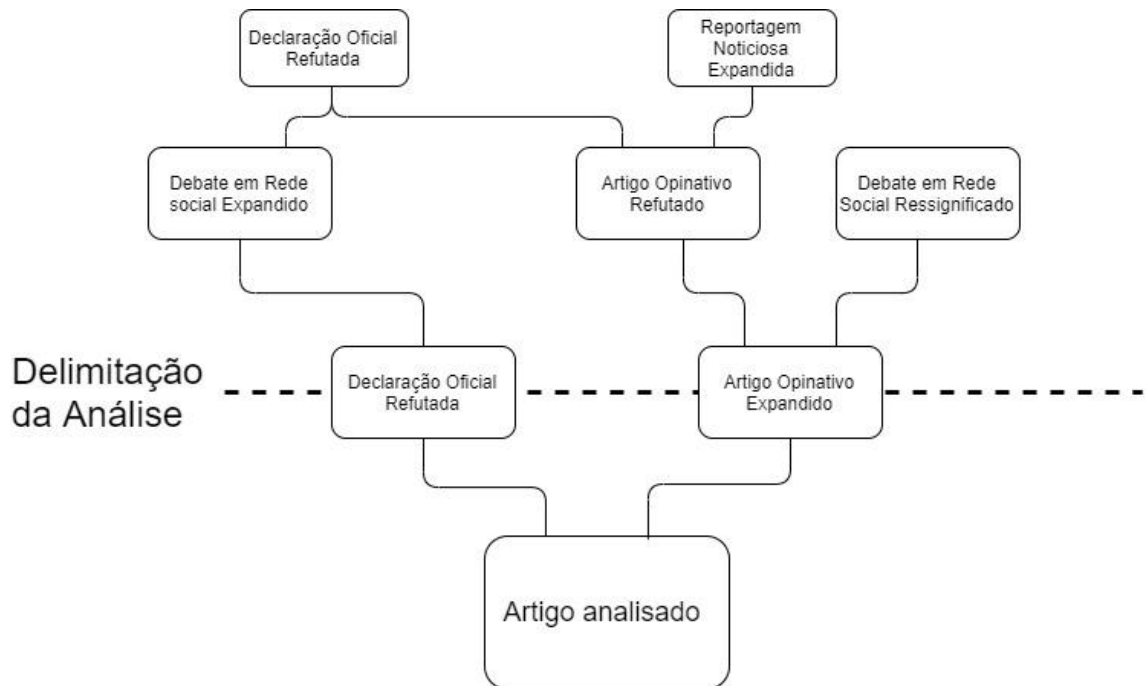 Declaração Oficial
Refutada
Reportagem
Noticiosa
Expandida
Debate em Rede
social Expandido
Artigo Opinativo
Refutado
Debate em Rede
Social Ressignificado
Delimitação
da Análise
Declaração Oficial
Refutada
Artigo Opinativo
Expandido
Artigo analisado